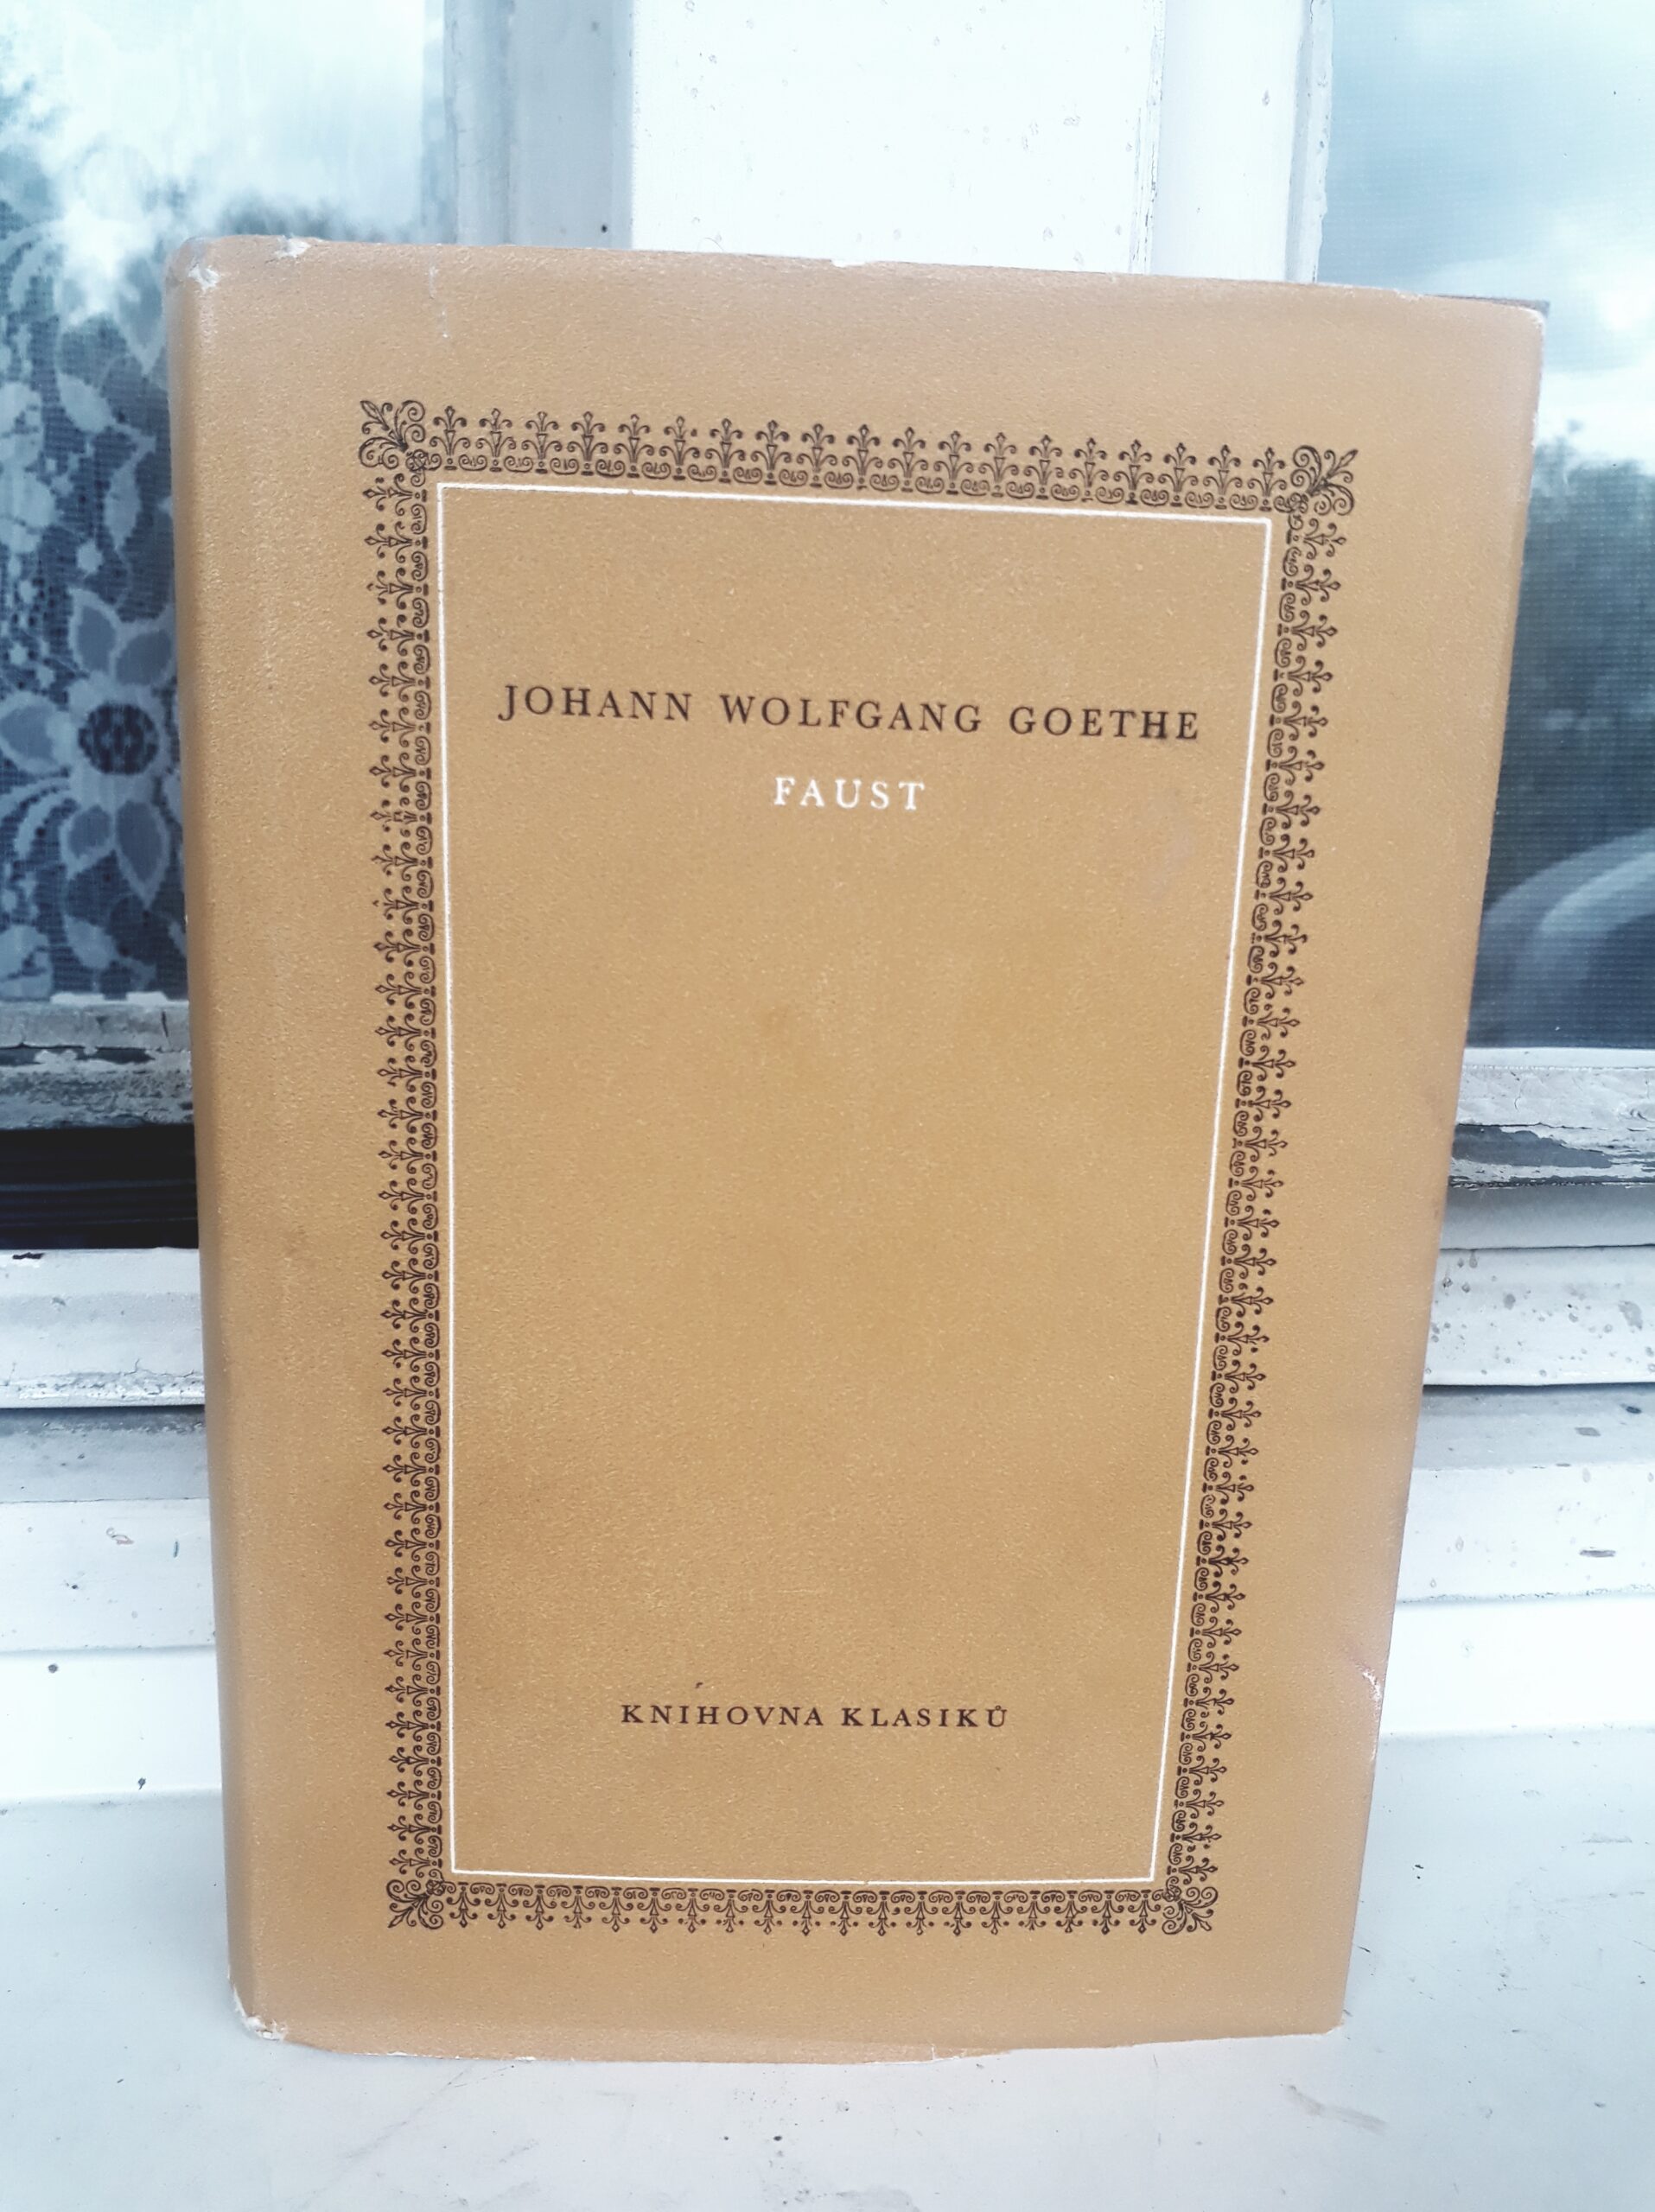 JOHANN WOLFGANG GOETHE
FAUST
KNIHOVNA KLASIKŮ